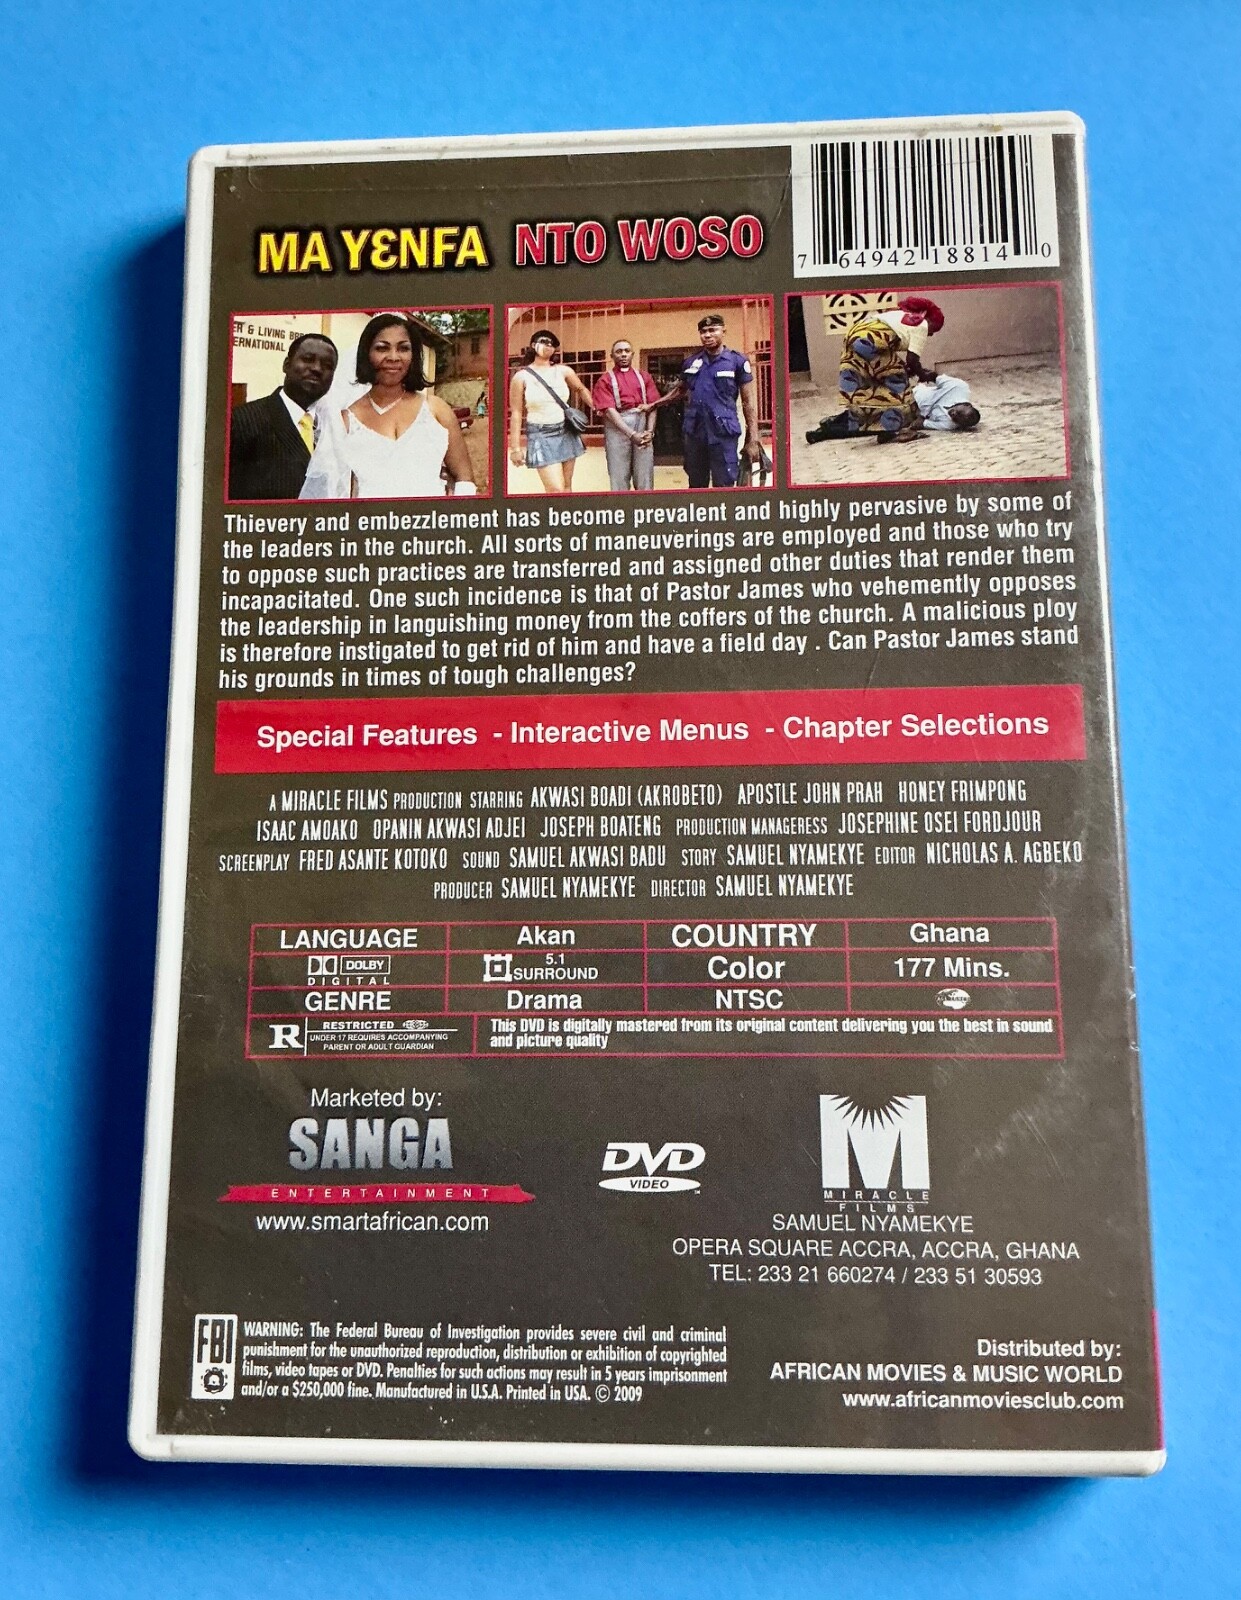 MA YƐNFA NTO WOSO
7 64942 18814 0
ER & LIVING BR
ERNATIONAL
Thievery and embezzlement has become prevalent and highly pervasive by some of
the leaders in the church. All sorts of maneuverings are employed and those who try
to oppose such practices are transferred and assigned other duties that render them
incapacitated. One such incidence is that of Pastor James who vehemently opposes
the leadership in languishing money from the coffers of the church. A malicious ploy
is therefore instigated to get rid of him and have a field day . Can Pastor James stand
his grounds in times of tough challenges?
Special Features - Interactive Menus - Chapter Selections
A MIRACLE FILMS PRODUCTION STARRING AKWASI BOADI (AKROBETO) APOSTLE JOHN PRAH HONEY FRIMPONG
ISAAC AMOAKO OPANIN AKWASI ADJEI JOSEPH BOATENG PRODUCTION MANAGERESS JOSEPHINE OSEI FORDJOUR
SCREENPLAY FRED ASANTE KOTOKO SOUND SAMUEL AKWASI BADU STORY SAMUEL NYAMEKYE EDITOR NICHOLAS A. AGBEKO
PRODUCER SAMUEL NYAMEKYE DIRECTOR SAMUEL NYAMEKYE
LANGUAGE Akan COUNTRY Ghana
DOLBY DIGITAL 5.1 SURROUND Color 177 Mins.
GENRE Drama NTSC
R RESTRICTED
UNDER 17 REQUIRES ACCOMPANYING
PARENT OR ADULT GUARDIAN
This DVD is digitally mastered from its original content delivering you the best in sound
and picture quality
Marketed by:
SANGA
ENTERTAINMENT
www.smartafrican.com
DVD
VIDEO
TM
M
MIRACLE
FILMS
SAMUEL NYAMEKYE
OPERA SQUARE ACCRA, ACCRA, GHANA
TEL: 233 21 660274 / 233 51 30593
FBI
WARNING: The Federal Bureau of Investigation provides severe civil and criminal
punishment for the unauthorized reproduction, distribution or exhibition of copyrighted
films, video tapes or DVD. Penalties for such actions may result in 5 years imprisonment
and/or a $250,000 fine. Manufactured in U.S.A. Printed in USA. © 2009
Distributed by:
AFRICAN MOVIES & MUSIC WORLD
www.africanmoviesclub.com